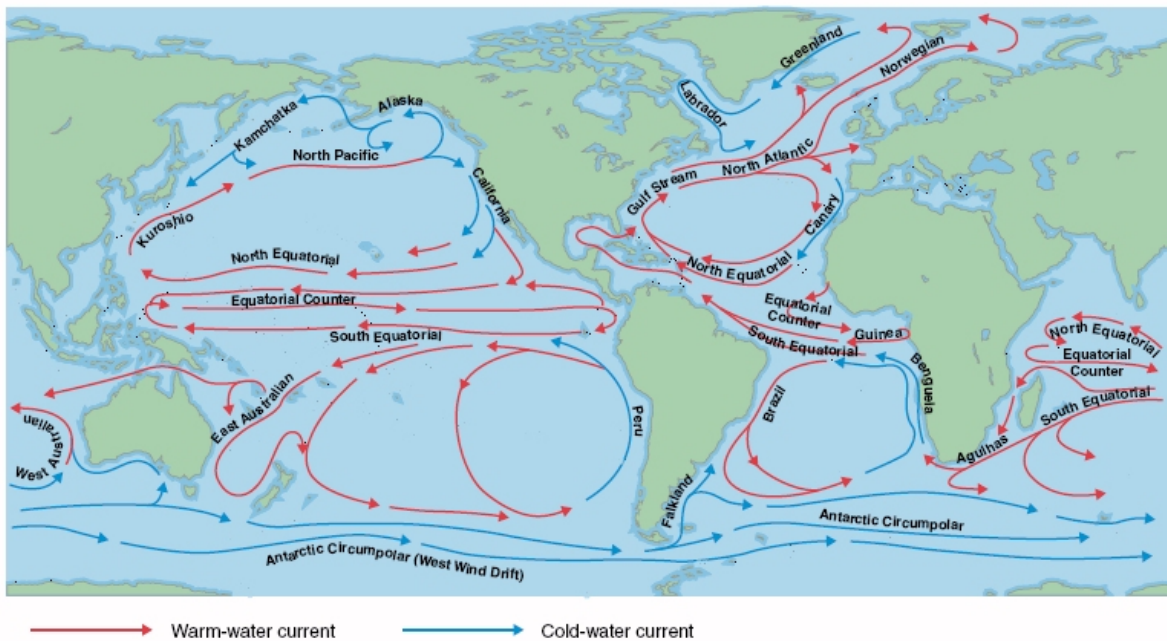 Greenland
Norwegian
Labrador
Alaska
Kamchatka
North Pacific
North Atlantic
California
Gulf Stream
Kuroshio
Canary
North Equatorial
North Equatorial
Equatorial Counter
Equatorial
Counter
Guinea
South Equatorial
South Equatorial
North Equatorial
Equatorial
Counter
South Equatorial
Benguela
East Australian
Peru
Brazil
Agulhas
West Australian
Falkland
Antarctic Circumpolar
Antarctic Circumpolar (West Wind Drift)
Warm-water current
Cold-water current